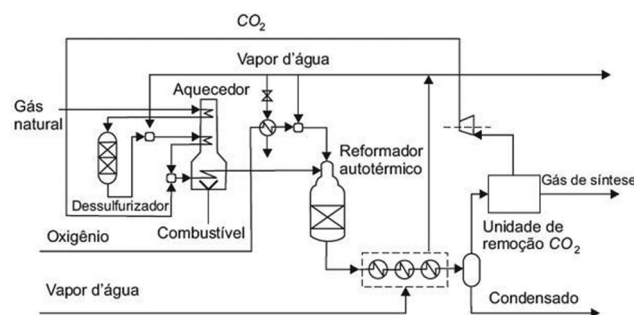 CO2
Vapor d'água
Aquecedor
Gás
natural
Reformador
autotérmico
Dessulfurizador
Gás de síntese
Combustível
Unidade de
remoção CO2
Oxigênio
Vapor d'água
Condensado